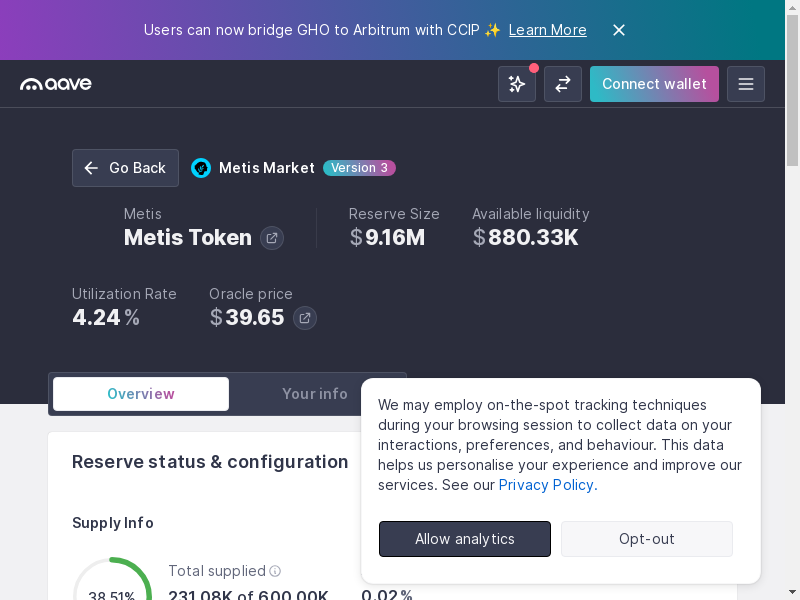 Users can now bridge GHO to Arbitrum with CCIP ✨ Learn More
aave
Connect wallet
Go Back
Metis Market
Version 3
Metis
Metis Token
Reserve Size
$9.16M
Available liquidity
$880.33K
Utilization Rate
4.24%
Oracle price
$39.65
Overview
Your info
We may employ on-the-spot tracking techniques
during your browsing session to collect data on your
interactions, preferences, and behaviour. This data
helps us personalise your experience and improve our
services. See our Privacy Policy.
Allow analytics
Opt-out
Reserve status & configuration
Supply Info
38.51%
Total supplied
231.08K of 600.00K
0.02%